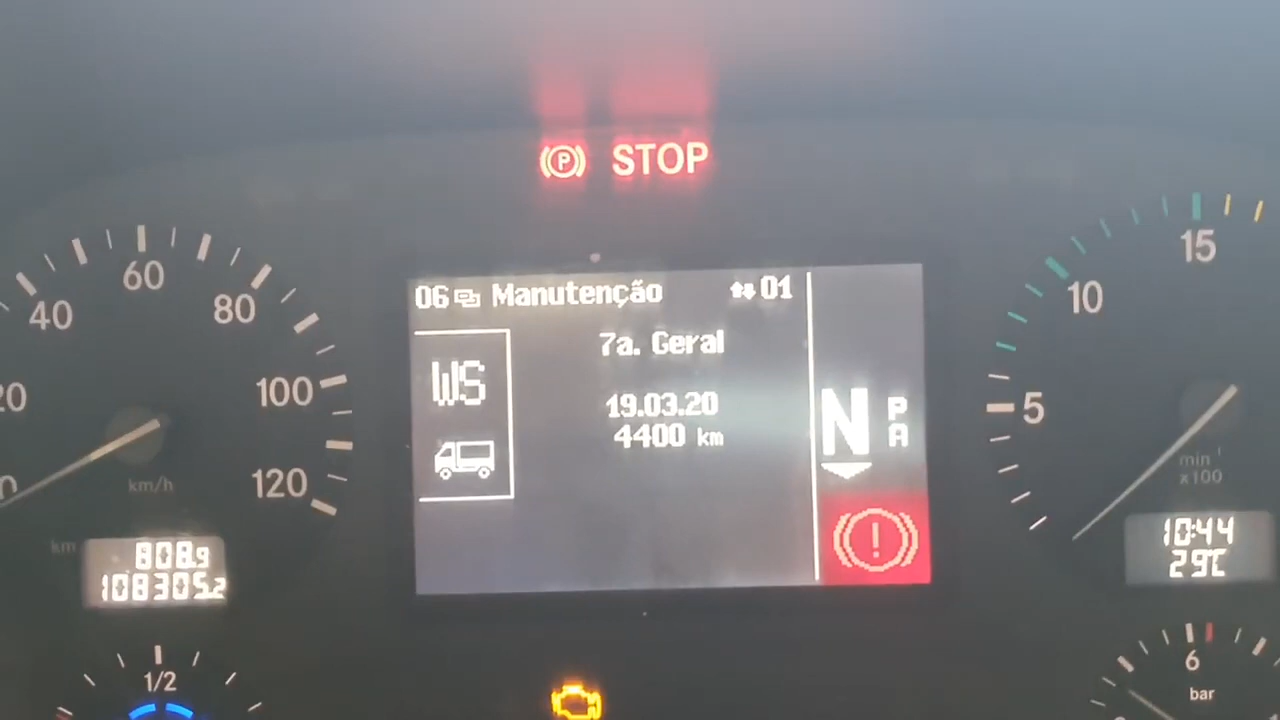 (P) STOP
06 Manutenção 01
7a. Geral
WS
19.03.20
4400 km
N P
A
!
20
40
60
80
100
120
km/h
km
808.9
108305.2
1/2
5
10
15
min⁻¹
x100
10:44
29°C
6
bar